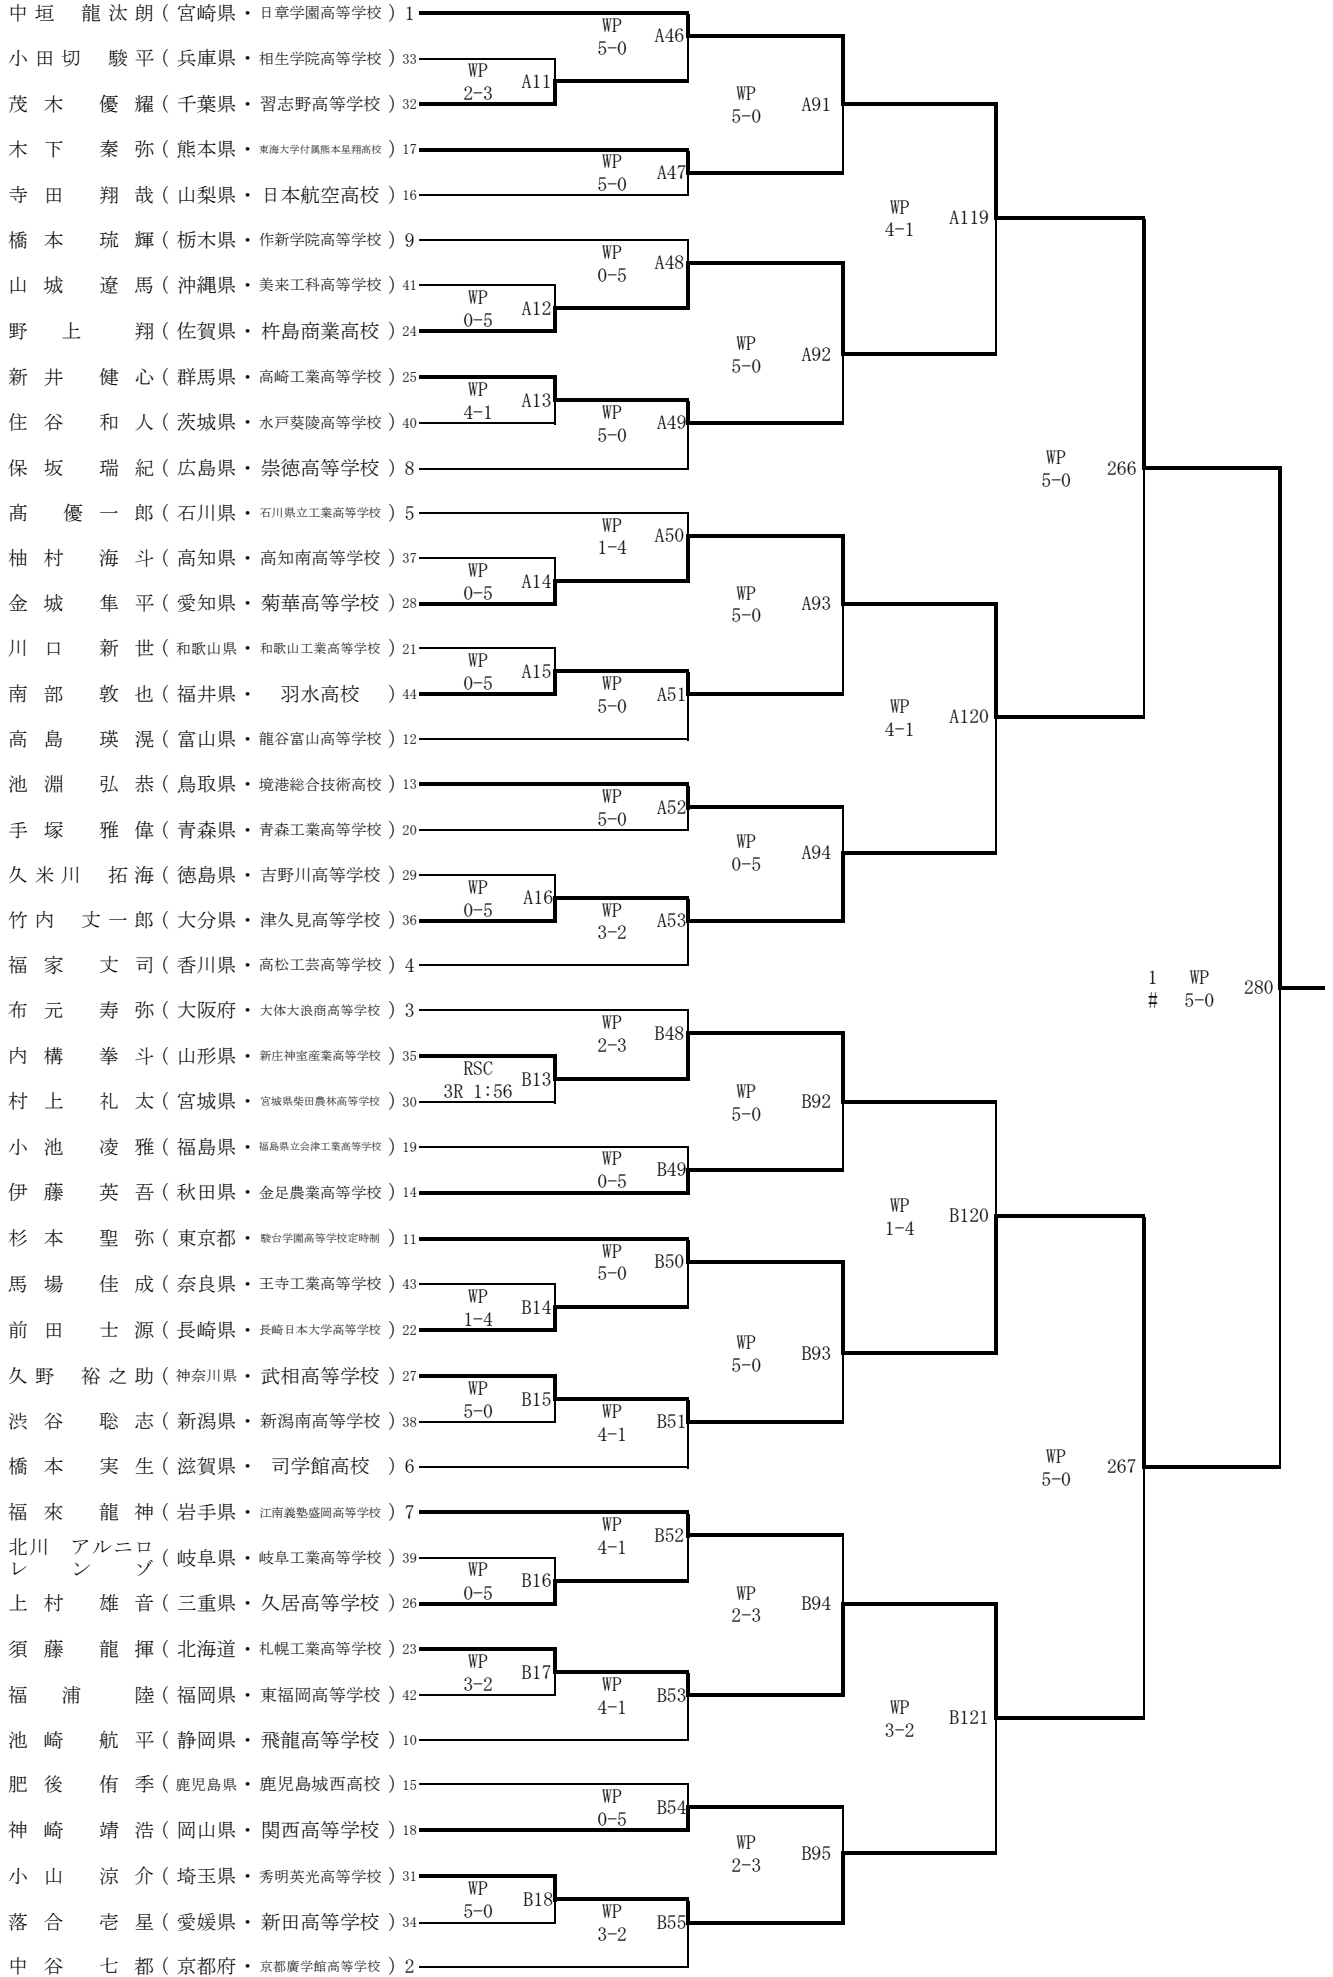 中垣 龍汰朗 ( 宮崎県 ・ 日章学園高等学校 ) 1
WP 5-0 A46
小田切 駿平 ( 兵庫県 ・ 相生学院高等学校 ) 33
WP 2-3 A11
WP 5-0 A91
茂木 優耀 ( 千葉県 ・ 習志野高等学校 ) 32
木下 秦弥 ( 熊本県 ・ 東海大学付属熊本星翔高校 ) 17
WP 5-0 A47
寺田 翔哉 ( 山梨県 ・ 日本航空高校 ) 16
WP 4-1 A119
橋本 琉輝 ( 栃木県 ・ 作新学院高等学校 ) 9
WP 0-5 A48
山城 遼馬 ( 沖縄県 ・ 美来工科高等学校 ) 41
WP 0-5 A12
野上 翔 ( 佐賀県 ・ 杵島商業高校 ) 24
WP 5-0 A92
新井 健心 ( 群馬県 ・ 高崎工業高等学校 ) 25
WP 4-1 A13
住谷 和人 ( 茨城県 ・ 水戸葵陵高等学校 ) 40
WP 5-0 A49
保坂 瑞紀 ( 広島県 ・ 崇徳高等学校 ) 8
WP 5-0 266
髙 優一郎 ( 石川県 ・ 石川県立工業高等学校 ) 5
WP 1-4 A50
柚村 海斗 ( 高知県 ・ 高知南高等学校 ) 37
WP 0-5 A14
金城 隼平 ( 愛知県 ・ 菊華高等学校 ) 28
WP 5-0 A93
川口 新世 ( 和歌山県 ・ 和歌山工業高等学校 ) 21
WP 0-5 A15
南部 敦也 ( 福井県 ・ 羽水高校 ) 44
WP 5-0 A51
WP 4-1 A120
高島 瑛滉 ( 富山県 ・ 龍谷富山高等学校 ) 12
池淵 弘恭 ( 鳥取県 ・ 境港総合技術高校 ) 13
WP 5-0 A52
手塚 雅偉 ( 青森県 ・ 青森工業高等学校 ) 20
WP 0-5 A94
久米川 拓海 ( 徳島県 ・ 吉野川高等学校 ) 29
WP 0-5 A16
竹内 丈一郎 ( 大分県 ・ 津久見高等学校 ) 36
WP 3-2 A53
福家 丈司 ( 香川県 ・ 高松工芸高等学校 ) 4
1 # WP 5-0 280
布元 寿弥 ( 大阪府 ・ 大体大浪商高等学校 ) 3
WP 2-3 B48
内構 拳斗 ( 山形県 ・ 新庄神室産業高等学校 ) 35
RSC 3R 1:56 B13
村上 礼太 ( 宮城県 ・ 宮城県柴田農林高等学校 ) 30
WP 5-0 B92
小池 凌雅 ( 福島県 ・ 福島県立会津工業高等学校 ) 19
WP 0-5 B49
伊藤 英吾 ( 秋田県 ・ 金足農業高等学校 ) 14
WP 1-4 B120
杉本 聖弥 ( 東京都 ・ 駿台学園高等学校定時制 ) 11
WP 5-0 B50
馬場 佳成 ( 奈良県 ・ 王寺工業高等学校 ) 43
WP 1-4 B14
前田 士源 ( 長崎県 ・ 長崎日本大学高等学校 ) 22
WP 5-0 B93
久野 裕之助 ( 神奈川県 ・ 武相高等学校 ) 27
WP 5-0 B15
渋谷 聡志 ( 新潟県 ・ 新潟南高等学校 ) 38
WP 4-1 B51
橋本 実生 ( 滋賀県 ・ 司学館高校 ) 6
WP 5-0 267
福來 龍神 ( 岩手県 ・ 江南義塾盛岡高等学校 ) 7
WP 4-1 B52
北川 アルニロ
レンゾ ( 岐阜県 ・ 岐阜工業高等学校 ) 39
WP 0-5 B16
上村 雄音 ( 三重県 ・ 久居高等学校 ) 26
WP 2-3 B94
須藤 龍揮 ( 北海道 ・ 札幌工業高等学校 ) 23
WP 3-2 B17
福浦 陸 ( 福岡県 ・ 東福岡高等学校 ) 42
WP 4-1 B53
WP 3-2 B121
池崎 航平 ( 静岡県 ・ 飛龍高等学校 ) 10
肥後 侑季 ( 鹿児島県 ・ 鹿児島城西高校 ) 15
WP 0-5 B54
神崎 靖浩 ( 岡山県 ・ 関西高等学校 ) 18
WP 2-3 B95
小山 涼介 ( 埼玉県 ・ 秀明英光高等学校 ) 31
WP 5-0 B18
落合 壱星 ( 愛媛県 ・ 新田高等学校 ) 34
WP 3-2 B55
中谷 七都 ( 京都府 ・ 京都廣学館高等学校 ) 2